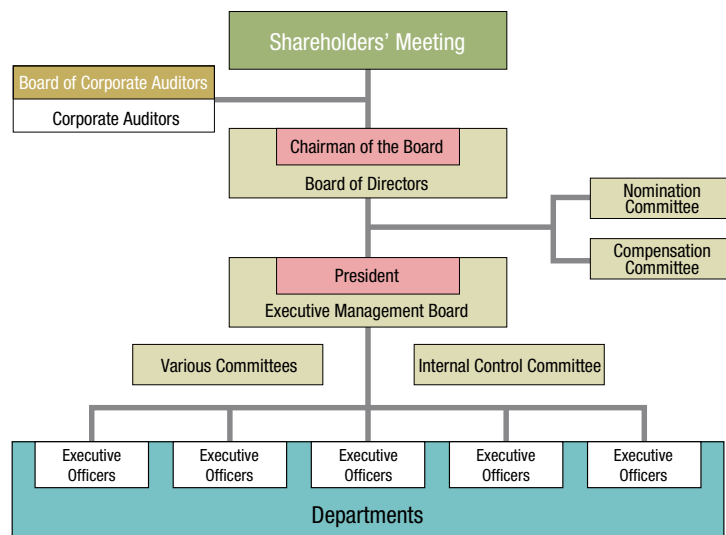 Shareholders’ Meeting
Board of Corporate Auditors
Corporate Auditors
Chairman of the Board
Board of Directors
Nomination
Committee
Compensation
Committee
President
Executive Management Board
Various Committees
Internal Control Committee
Executive
Officers
Executive
Officers
Executive
Officers
Executive
Officers
Executive
Officers
Departments